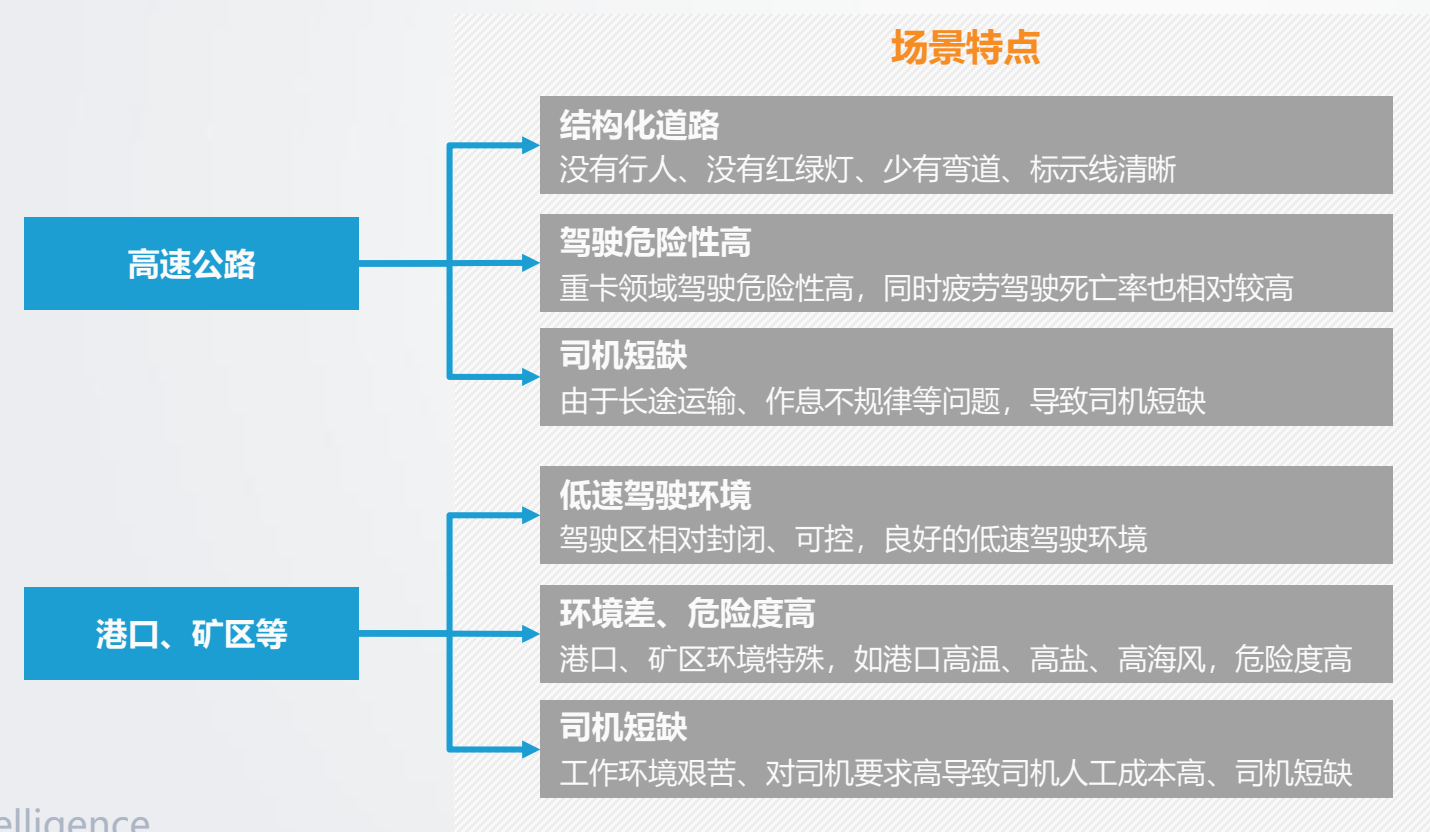 场景特点
高速公路
结构化道路
没有行人、没有红绿灯、少有弯道、标示线清晰
驾驶危险性高
重卡领域驾驶危险性高，同时疲劳驾驶死亡率也相对较高
司机短缺
由于长途运输、作息不规律等问题，导致司机短缺
港口、矿区等
低速驾驶环境
驾驶区相对封闭、可控，良好的低速驾驶环境
环境差、危险度高
港口、矿区环境特殊，如港口高温、高盐、高海风，危险度高
司机短缺
工作环境艰苦、对司机要求高导致司机人工成本高、司机短缺
elligence